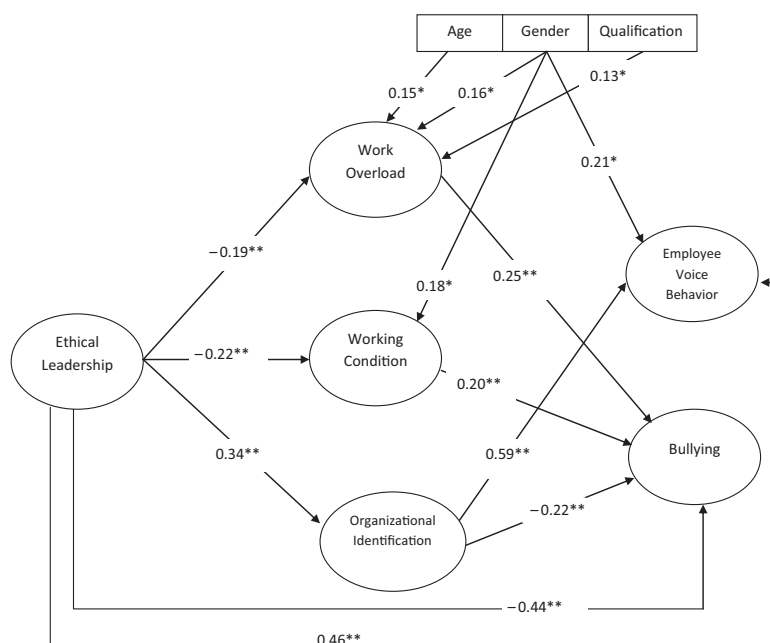 Age Gender Qualification
0.15* 0.16* 0.13*
Work
Overload
0.21*
−0.19**
0.18*
0.25**
Employee
Voice
Behavior
Ethical
Leadership
−0.22**
Working
Condition
0.20**
0.34**
0.59**
Bullying
Organizational
Identification
−0.22**
−0.44**
0.46**